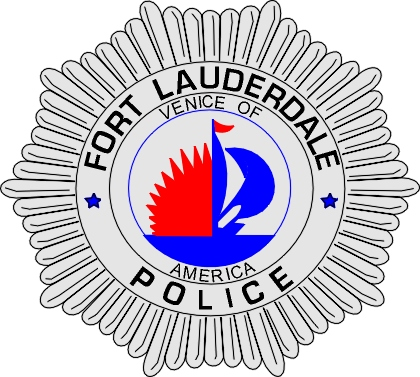 FORT LAUDERDALE
VENICE OF
AMERICA
POLICE